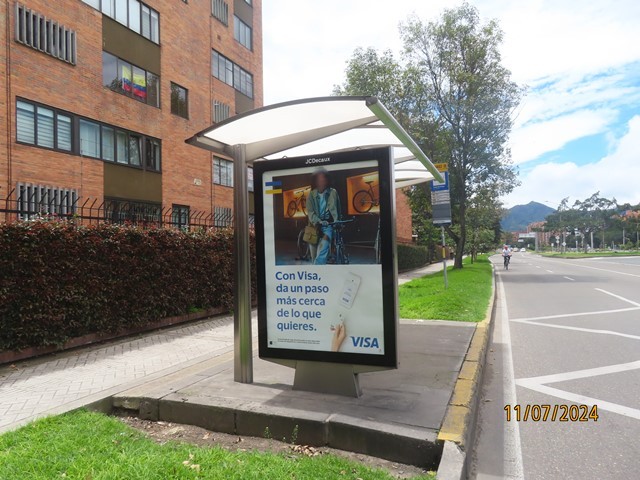 JCDecaux
Con Visa,
da un paso
más cerca
de lo que
quieres.
VISA
11/07/2024